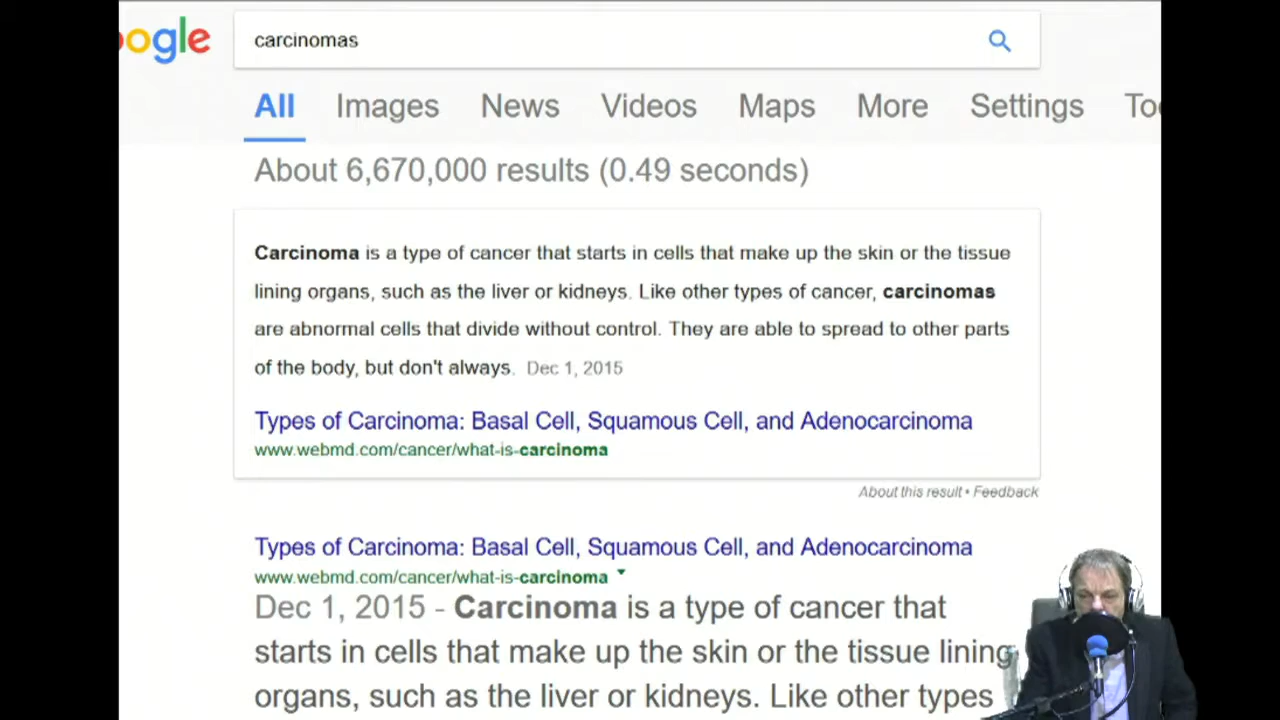 ogle
carcinomas
All Images News Videos Maps More Settings
About 6,670,000 results (0.49 seconds)
Carcinoma is a type of cancer that starts in cells that make up the skin or the tissue
lining organs, such as the liver or kidneys. Like other types of cancer, carcinomas
are abnormal cells that divide without control. They are able to spread to other parts
of the body, but don't always. Dec 1, 2015
Types of Carcinoma: Basal Cell, Squamous Cell, and Adenocarcinoma
www.webmd.com/cancer/what-is-carcinoma
About this result • Feedback
Types of Carcinoma: Basal Cell, Squamous Cell, and Adenocarcinoma
www.webmd.com/cancer/what-is-carcinoma
Dec 1, 2015 - Carcinoma is a type of cancer that
starts in cells that make up the skin or the tissue lining
organs, such as the liver or kidneys. Like other types